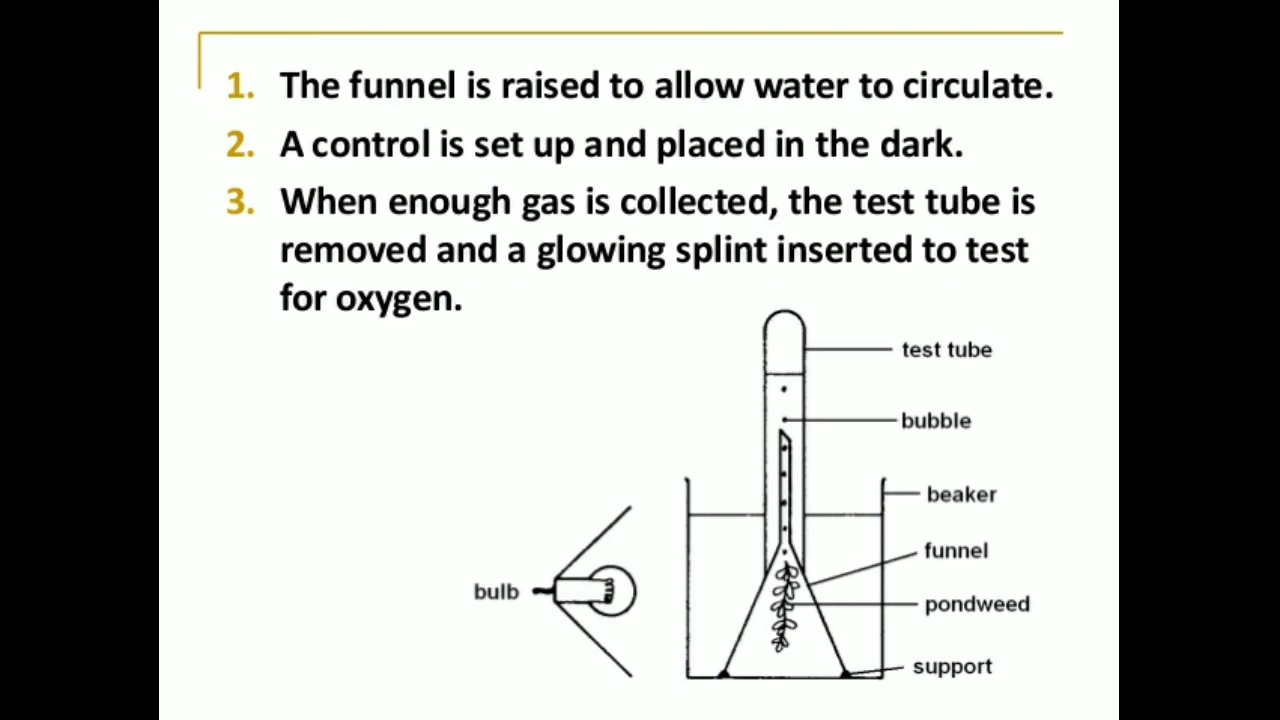 1. The funnel is raised to allow water to circulate.
2. A control is set up and placed in the dark.
3. When enough gas is collected, the test tube is
removed and a glowing splint inserted to test
for oxygen.
test tube
bubble
beaker
funnel
bulb
pondweed
support